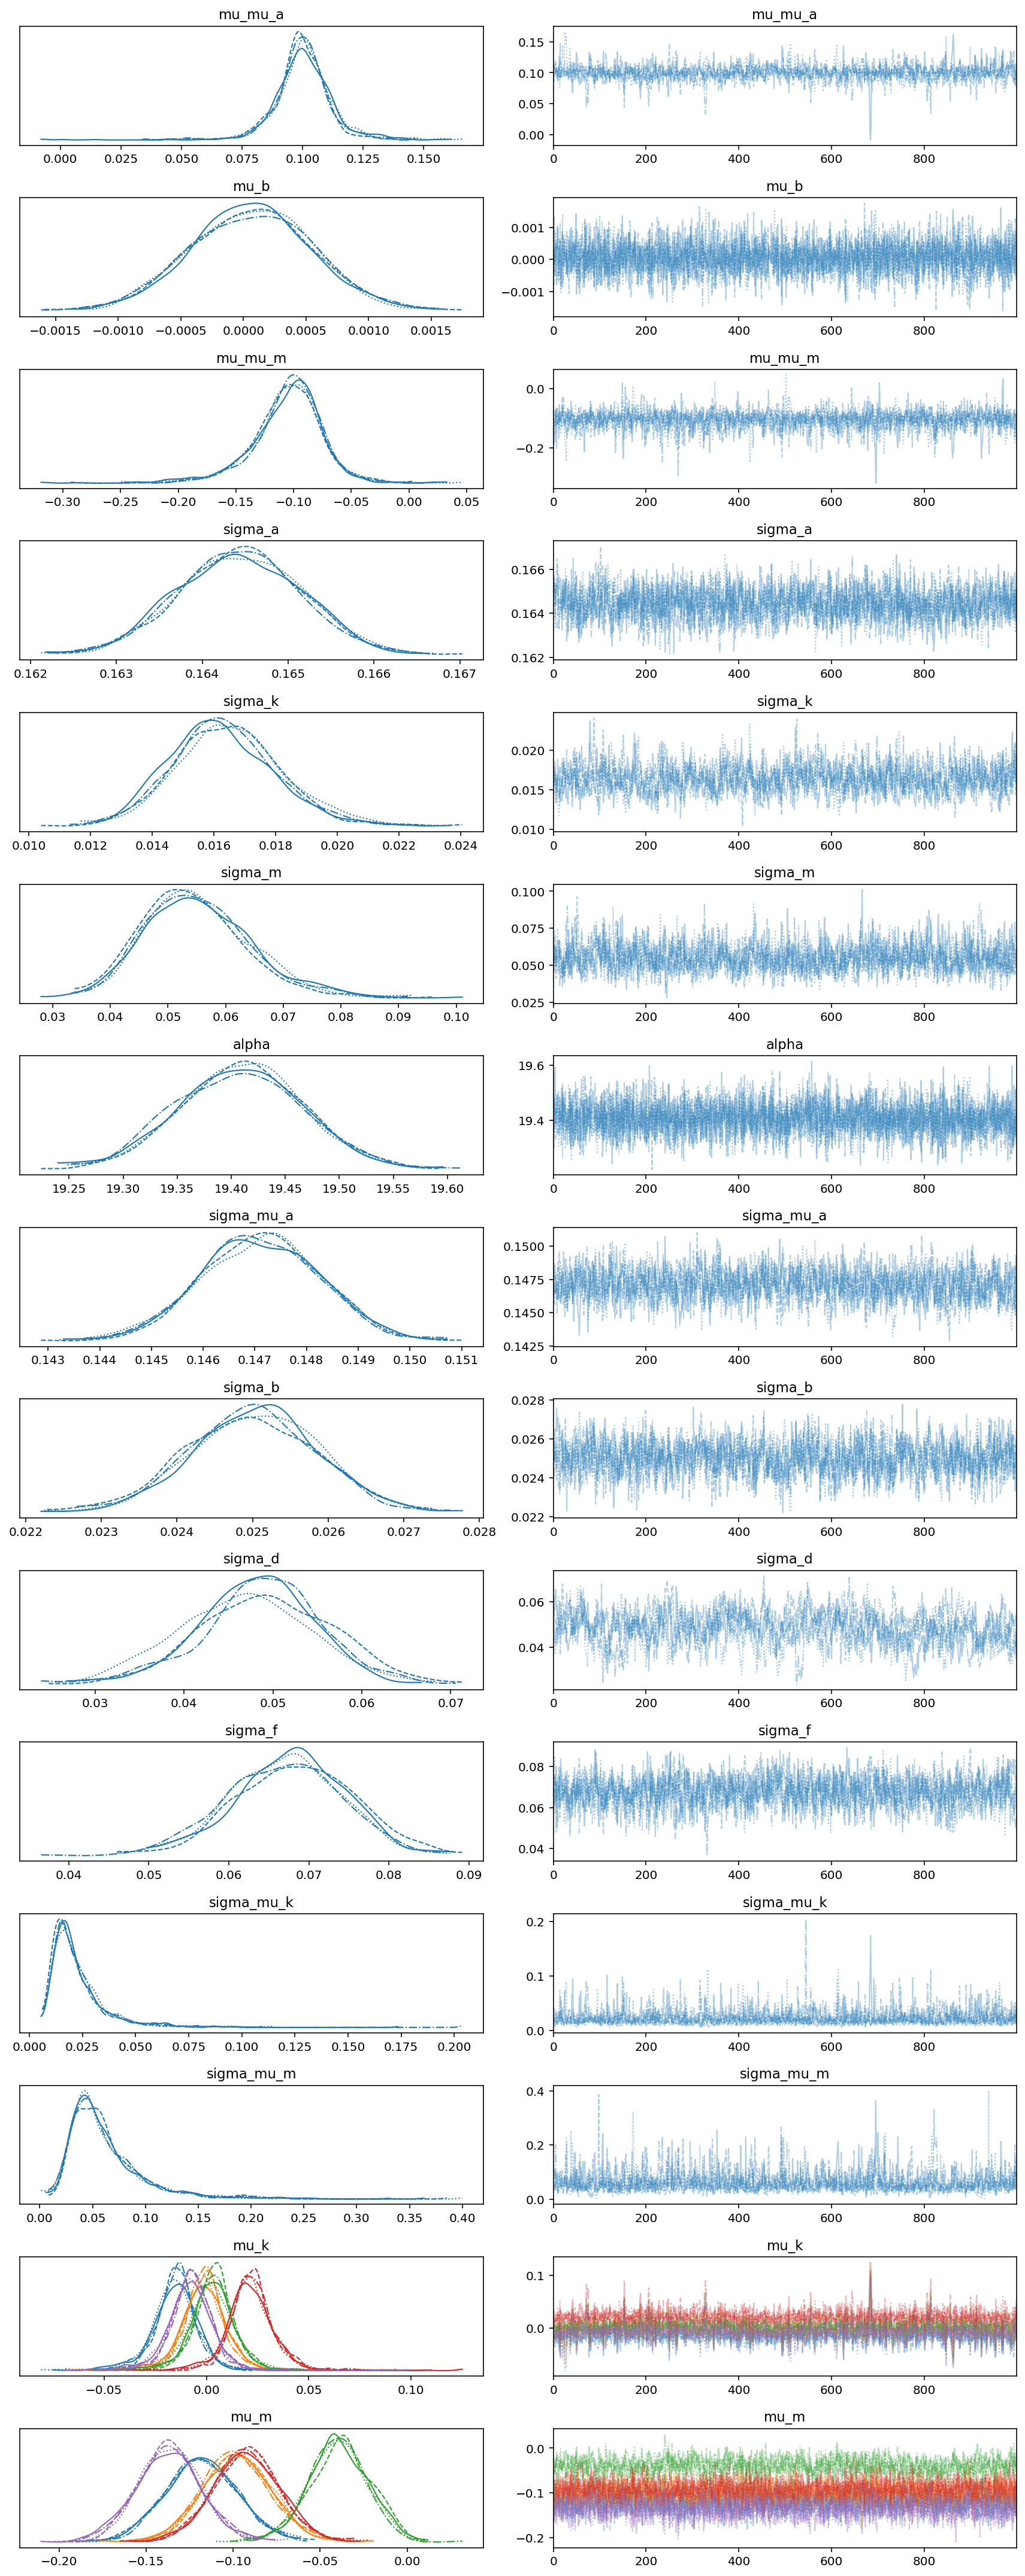 mu_mu_a mu_mu_a
0.15
0.10
0.05
0.00
0.000 0.025 0.050 0.075 0.100 0.125 0.150 0 200 400 600 800
mu_b mu_b
0.001
0.000
−0.001
−0.0015 −0.0010 −0.0005 0.0000 0.0005 0.0010 0.0015 0 200 400 600 800
mu_mu_m mu_mu_m
0.0
−0.2
−0.30 −0.25 −0.20 −0.15 −0.10 −0.05 0.00 0.05 0 200 400 600 800
sigma_a sigma_a
0.166
0.164
0.162
0.162 0.163 0.164 0.165 0.166 0.167 0 200 400 600 800
sigma_k sigma_k
0.020
0.015
0.010
0.010 0.012 0.014 0.016 0.018 0.020 0.022 0.024 0 200 400 600 800
sigma_m sigma_m
0.100
0.075
0.050
0.025
0.03 0.04 0.05 0.06 0.07 0.08 0.09 0.10 0 200 400 600 800
alpha alpha
19.6
19.4
19.25 19.30 19.35 19.40 19.45 19.50 19.55 19.60 0 200 400 600 800
sigma_mu_a sigma_mu_a
0.1500
0.1475
0.1450
0.1425
0.143 0.144 0.145 0.146 0.147 0.148 0.149 0.150 0.151 0 200 400 600 800
sigma_b sigma_b
0.028
0.026
0.024
0.022
0.022 0.023 0.024 0.025 0.026 0.027 0.028 0 200 400 600 800
sigma_d sigma_d
0.06
0.04
0.03 0.04 0.05 0.06 0.07 0 200 400 600 800
sigma_f sigma_f
0.08
0.06
0.04
0.04 0.05 0.06 0.07 0.08 0.09 0 200 400 600 800
sigma_mu_k sigma_mu_k
0.2
0.1
0.0
0.000 0.025 0.050 0.075 0.100 0.125 0.150 0.175 0.200 0 200 400 600 800
sigma_mu_m sigma_mu_m
0.4
0.2
0.0
0.00 0.05 0.10 0.15 0.20 0.25 0.30 0.35 0.40 0 200 400 600 800
mu_k mu_k
0.1
0.0
−0.05 0.00 0.05 0.10 0 200 400 600 800
mu_m mu_m
0.0
−0.1
−0.2
−0.20 −0.15 −0.10 −0.05 0.00 0 200 400 600 800